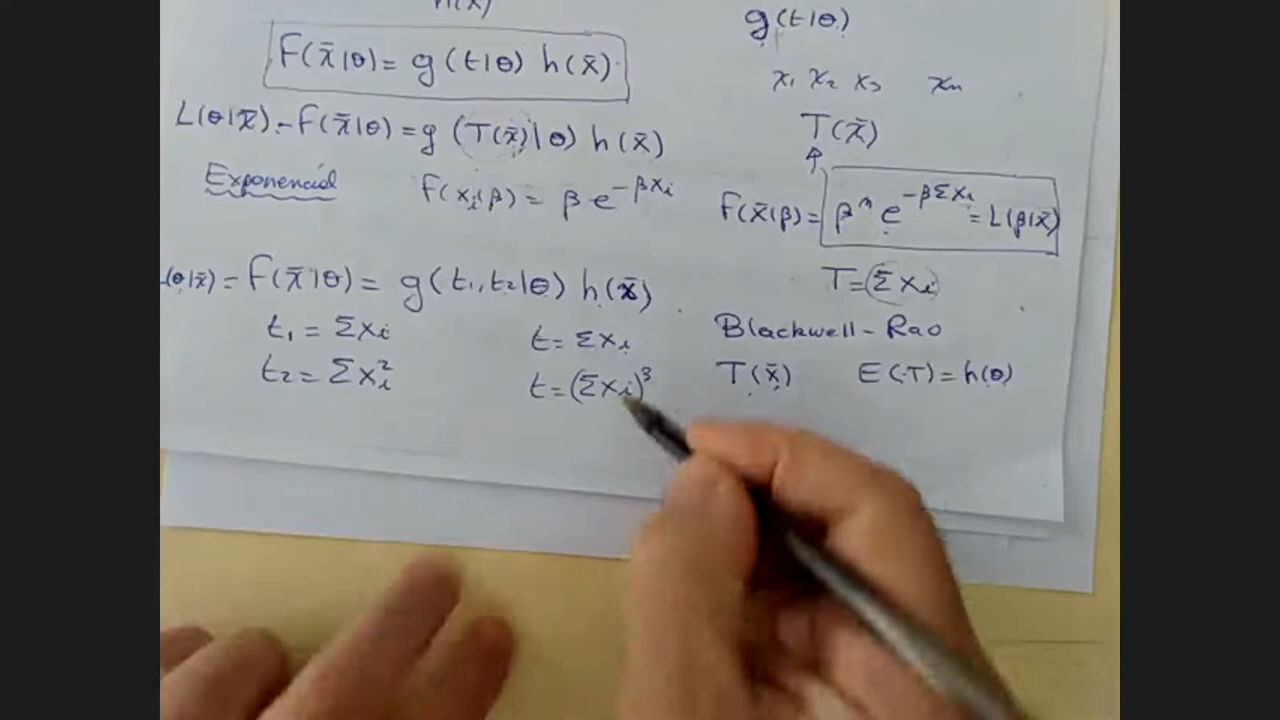 g(t|θ)
F(x̄|θ)= g(t|θ) h(x̄)
x₁ x₂ x₃ xₙ
L(θ|x̄)=F(x̄|θ)=g(T(x̄)|θ) h(x̄)
T(x̄)
Exponencial F(xᵢ|β)= βe^(-βxᵢ)
F(x̄|β)= βⁿ e^(-βΣxᵢ) = L(β|x̄)
(θ|x̄)= F(x̄|θ)= g(t₁,t₂|θ) h(x̄)
T=(Σxᵢ)
t₁ = Σxᵢ
t= Σxᵢ
Blackwell-Rao
t₂= Σxᵢ²
t=(Σxᵢ)³
T(x̄) E(T)=h(θ)